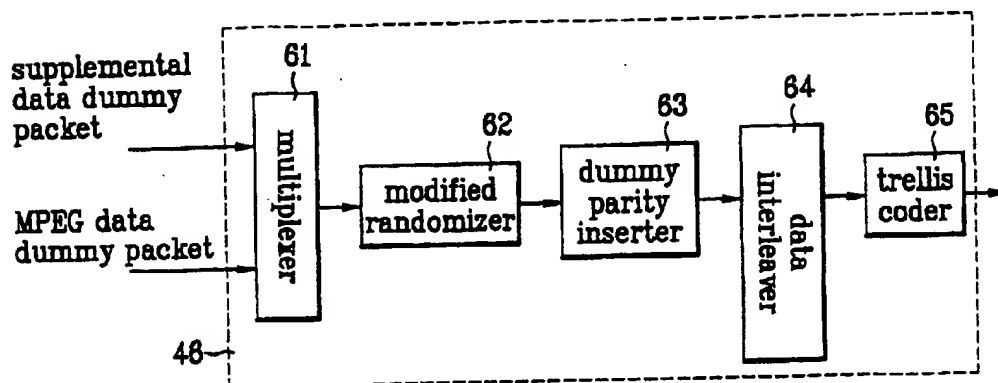 supplemental
data dummy
packet
MPEG data
dummy packet
61
multiplexer
62
modified
randomizer
63
dummy
parity
inserter
64
data
interleaver
65
trellis
coder
46